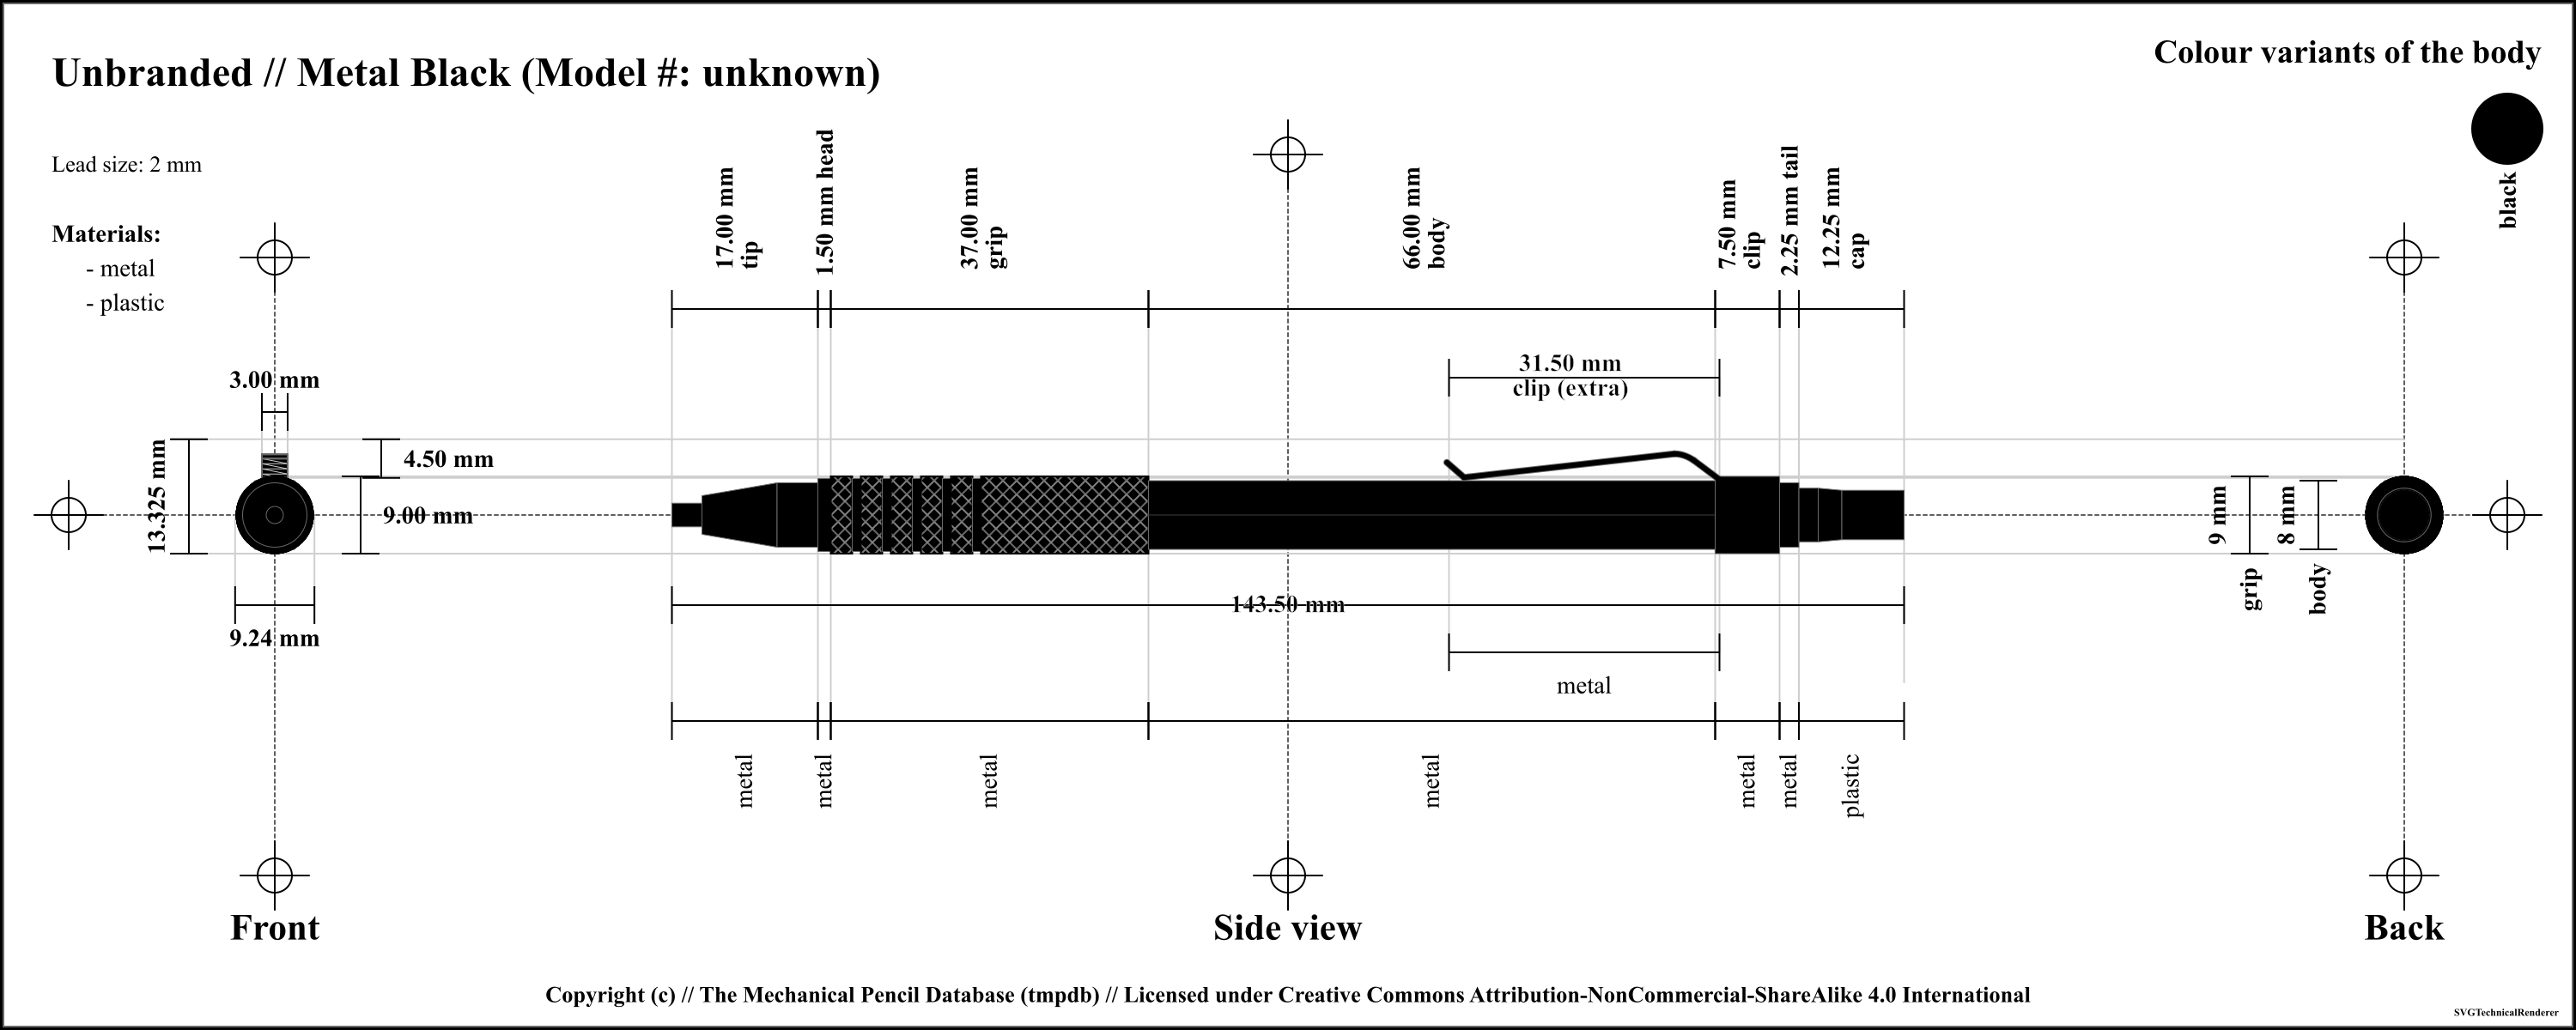 Unbranded // Metal Black (Model #: unknown)
Colour variants of the body
black
Lead size: 2 mm
Materials:
- metal
- plastic
17.00 mm
tip
1.50 mm head
37.00 mm
grip
66.00 mm
body
7.50 mm
clip
2.25 mm tail
12.25 mm
cap
31.50 mm
clip (extra)
3.00 mm
13.325 mm
4.50 mm
9.00 mm
9.24 mm
143.50 mm
9 mm
grip
8 mm
body
metal
metal
metal
metal
metal
metal
metal
plastic
Front
Side view
Back
Copyright (c) // The Mechanical Pencil Database (tmpdb) // Licensed under Creative Commons Attribution-NonCommercial-ShareAlike 4.0 International
SVGTechnicalRenderer